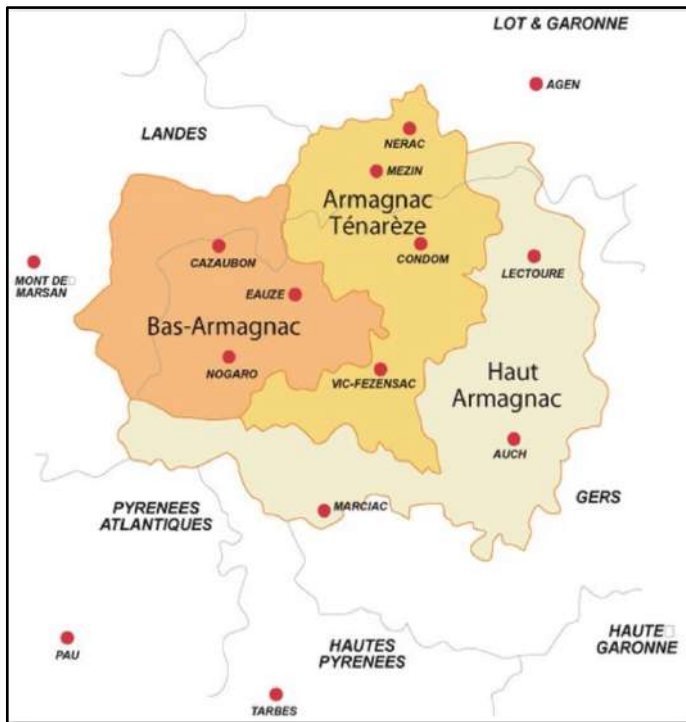 LOT & GARONNE
AGEN
LANDES
NERAC
MEZIN
Armagnac
Ténarèze
CAZAUBON
CONDOM
LECTOURE
MONT DE
MARSAN
EAUZE
Bas-Armagnac
NOGARO
VIC-FEZENSAC
Haut
Armagnac
AUCH
GERS
PYRENEES
ATLANTIQUES
MARCIAC
PAU
HAUTES
PYRENEES
HAUTE
GARONNE
TARBES